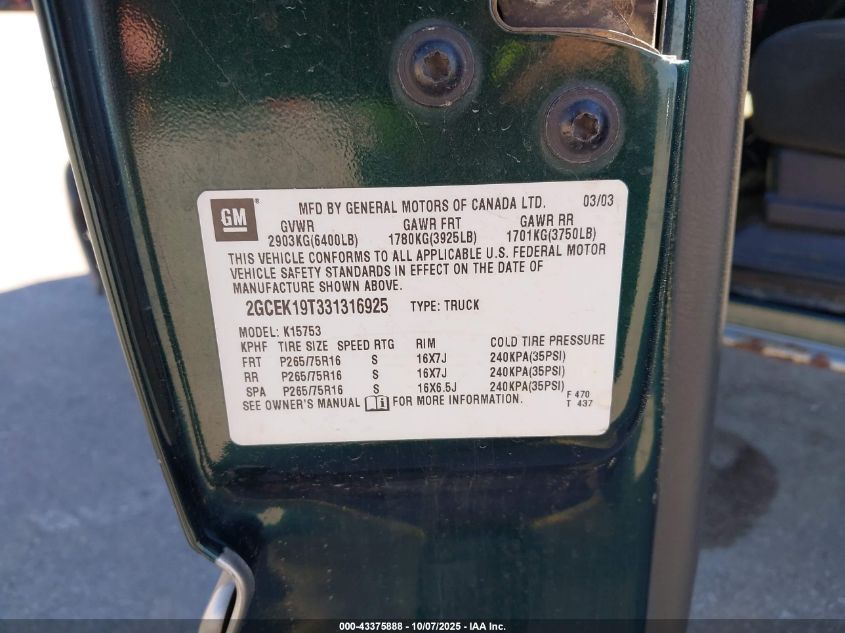 GM ® MFD BY GENERAL MOTORS OF CANADA LTD. 03/03
GVWR GAWR FRT GAWR RR
2903KG(6400LB) 1780KG(3925LB) 1701KG(3750LB)
THIS VEHICLE CONFORMS TO ALL APPLICABLE U.S. FEDERAL MOTOR
VEHICLE SAFETY STANDARDS IN EFFECT ON THE DATE OF
MANUFACTURE SHOWN ABOVE.
2GCEK19T331316925 TYPE: TRUCK
MODEL: K15753
KPHF TIRE SIZE SPEED RTG RIM COLD TIRE PRESSURE
FRT P265/75R16 S 16X7J 240KPA(35PSI)
RR P265/75R16 S 16X7J 240KPA(35PSI)
SPA P265/75R16 S 16X6.5J 240KPA(35PSI)
SEE OWNER'S MANUAL FOR MORE INFORMATION.
F 470
T 437
000-43375888 - 10/07/2025 - IAA Inc.